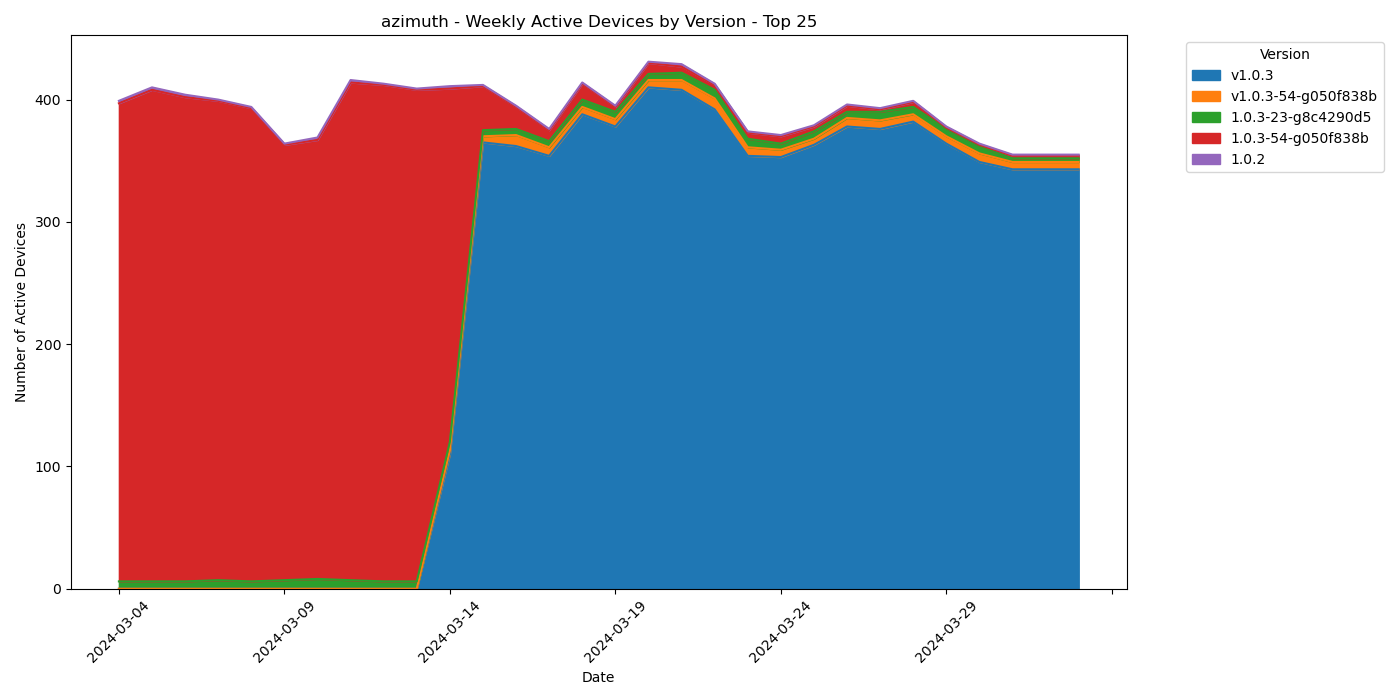 azimuth - Weekly Active Devices by Version - Top 25
Version
v1.0.3
v1.0.3-54-g050f838b
1.0.3-23-g8c4290d5
1.0.3-54-g050f838b
1.0.2
Number of Active Devices
400
300
200
100
0
2024-03-04
2024-03-09
2024-03-14
2024-03-19
2024-03-24
2024-03-29
Date